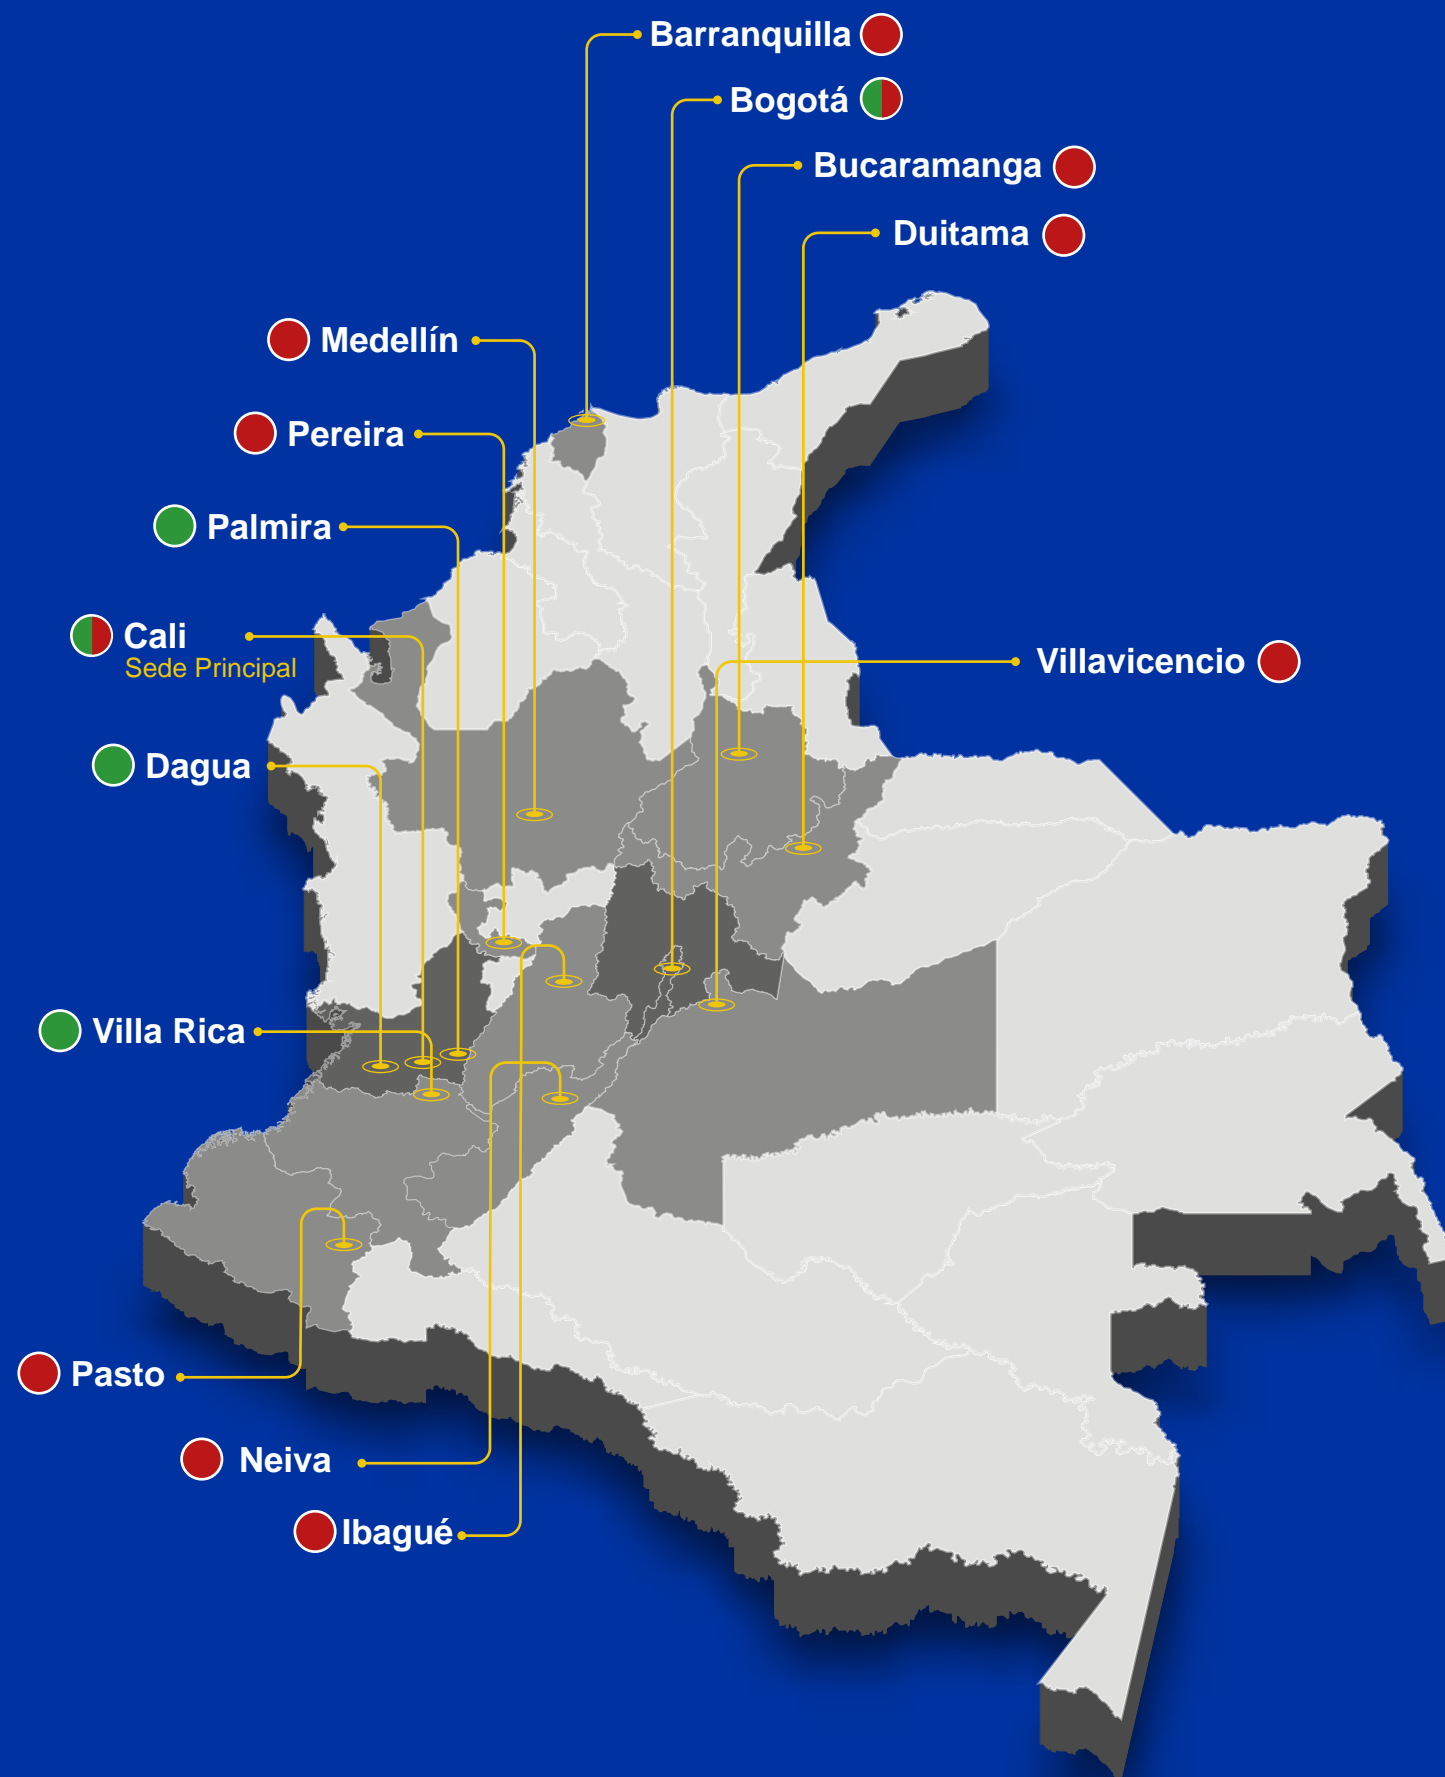 Barranquilla
Bogotá
Bucaramanga
Duitama
Medellín
Pereira
Palmira
Cali
Sede Principal
Villavicencio
Dagua
Villa Rica
Pasto
Neiva
Ibagué